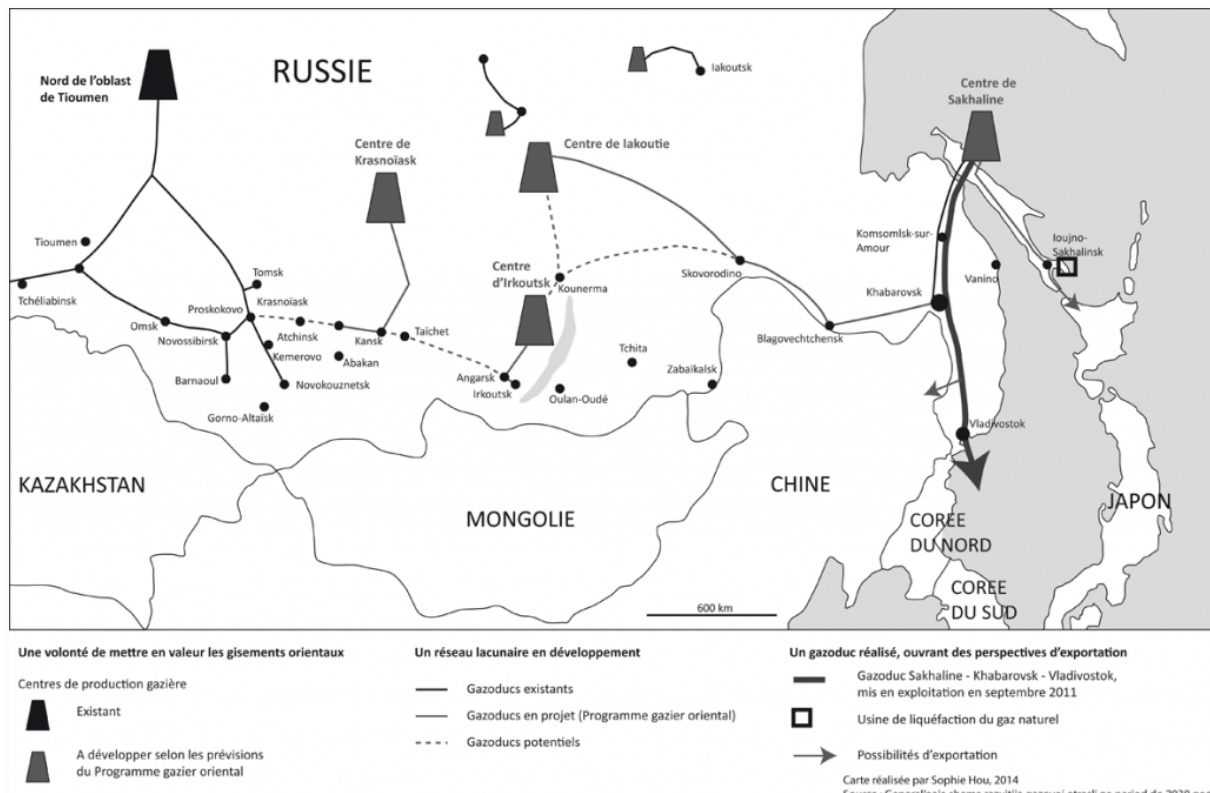 RUSSIE
Nord de l'oblast
de Tioumen
Iakoutsk
Centre de
Sakhaline
Centre de
Krasnoïask
Centre de Iakoutie
Tioumen
Tchéliabinsk
Tomsk
Krasnoïask
Proskokovo
Omsk
Novossibirsk
Atchinsk
Kansk
Taïchet
Kemerovo
Abakan
Barnaoul
Novokouznetsk
Gorno-Altaïsk
Centre
d'Irkoutsk
Kounerma
Angarsk
Irkoutsk
Oulan-Oudé
Tchita
Zabaïkalsk
Skovorodino
Blagovechtchensk
Komsomlsk-sur-
Amour
Khabarovsk
Vanino
Ioujno-
Sakhalinsk
Vladivostok
KAZAKHSTAN
MONGOLIE
CHINE
COREE
DU NORD
COREE
DU SUD
JAPON
600 km
Une volonté de mettre en valeur les gisements orientaux
Centres de production gazière
Existant
A développer selon les prévisions
du Programme gazier oriental
Un réseau lacunaire en développement
Gazoducs existants
Gazoducs en projet (Programme gazier oriental)
Gazoducs potentiels
Un gazoduc réalisé, ouvrant des perspectives d'exportation
Gazoduc Sakhaline - Khabarovsk - Vladivostok,
mis en exploitation en septembre 2011
Usine de liquéfaction du gaz naturel
Possibilités d'exportation
Carte réalisée par Sophie Hou, 2014